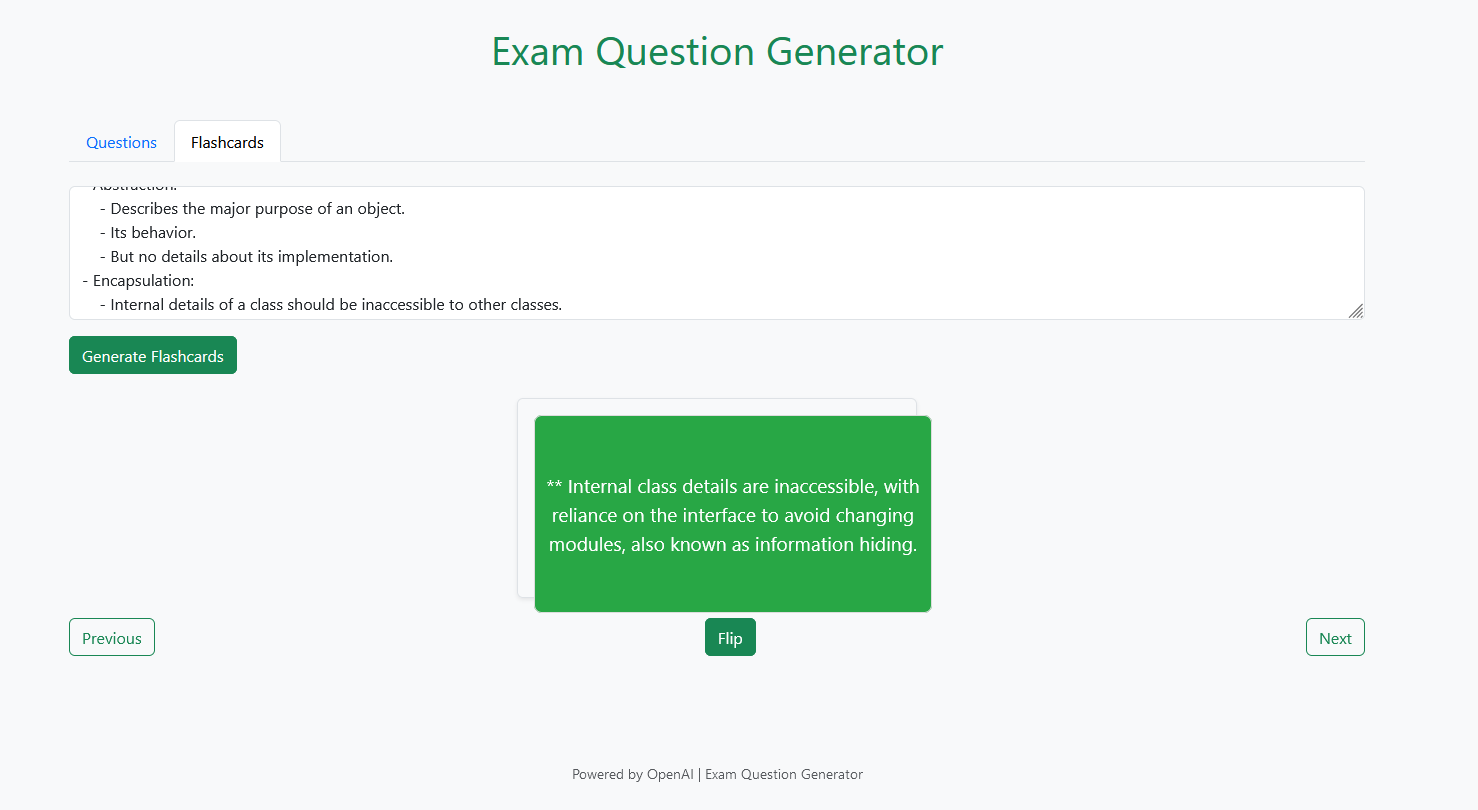 Exam Question Generator
Questions
Flashcards
- Abstraction:
- Describes the major purpose of an object.
- Its behavior.
- But no details about its implementation.
- Encapsulation:
- Internal details of a class should be inaccessible to other classes.
Generate Flashcards
** Internal class details are inaccessible, with
reliance on the interface to avoid changing
modules, also known as information hiding.
Previous
Flip
Next
Powered by OpenAI | Exam Question Generator